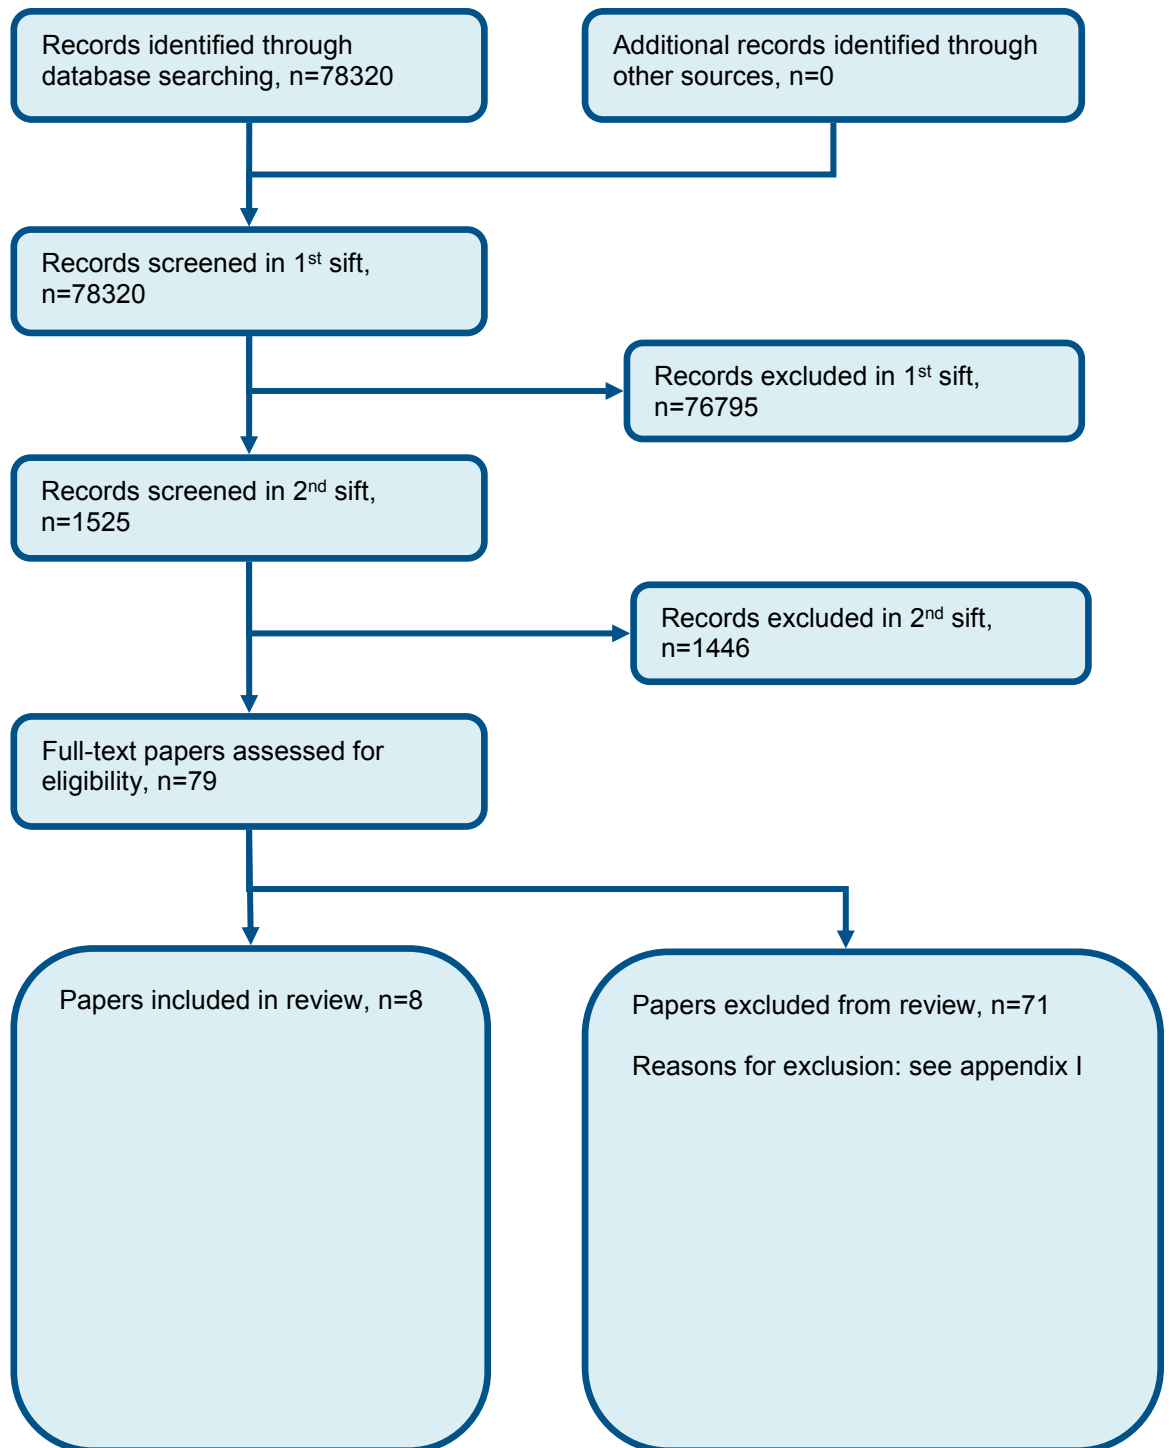 Records identified through
database searching, n=78320
Additional records identified through
other sources, n=0
Records screened in 1st sift,
n=78320
Records excluded in 1st sift,
n=76795
Records screened in 2nd sift,
n=1525
Records excluded in 2nd sift,
n=1446
Full-text papers assessed for
eligibility, n=79
Papers included in review, n=8
Papers excluded from review, n=71
Reasons for exclusion: see appendix I